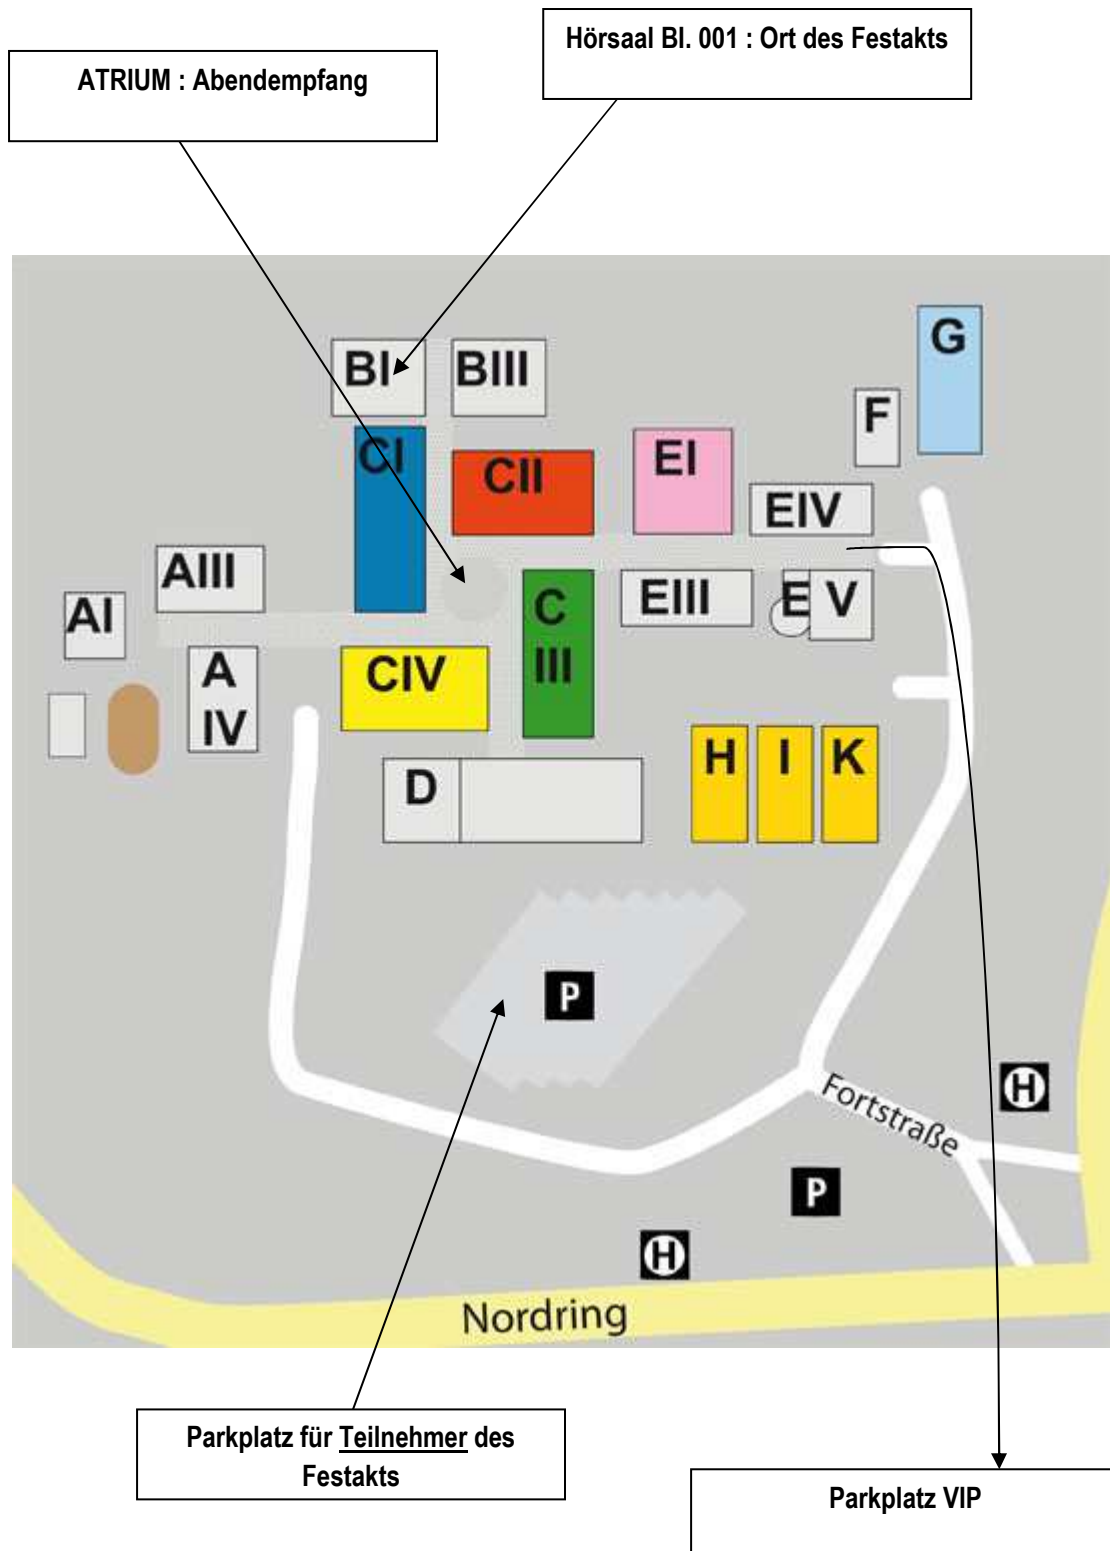 Hörsaal BI. 001 : Ort des Festakts
ATRIUM : Abendempfang
G
BI
BIII
F
CI
CII
EI
EIV
AIII
AI
EIII
E
V
C
III
A
IV
CIV
H
I
K
D
P
Fortstraße
H
P
H
Nordring
Parkplatz für Teilnehmer des
Festakts
Parkplatz VIP